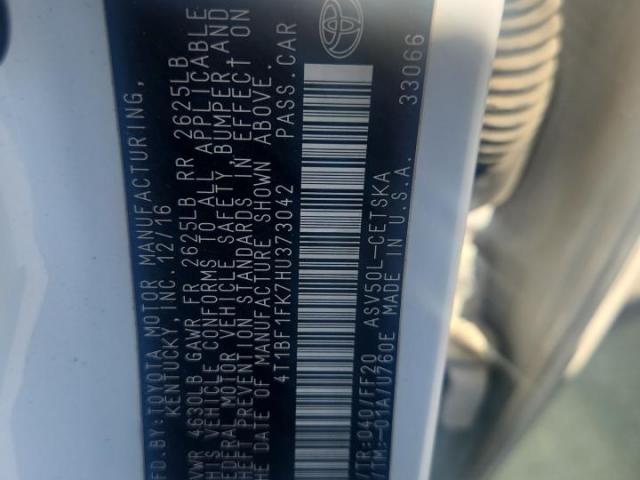 MFD.BY:TOYOTA MOTOR MANUFACTURING,
KENTUCKY, INC. 12/16
GVWR 4630LB GAWR FR 2625LB RR 2625LB
THIS VEHICLE CONFORMS TO ALL APPLICABLE
FEDERAL MOTOR VEHICLE SAFETY, BUMPER, AND
THEFT PREVENTION STANDARDS IN EFFECT ON
THE DATE OF MANUFACTURE SHOWN ABOVE.
4T1BF1FK7HU373042 PASS.CAR
/TR:040/FF20 ASV50L-CETSKA
/TM:-01A/U760E MADE IN U.S.A.
33066